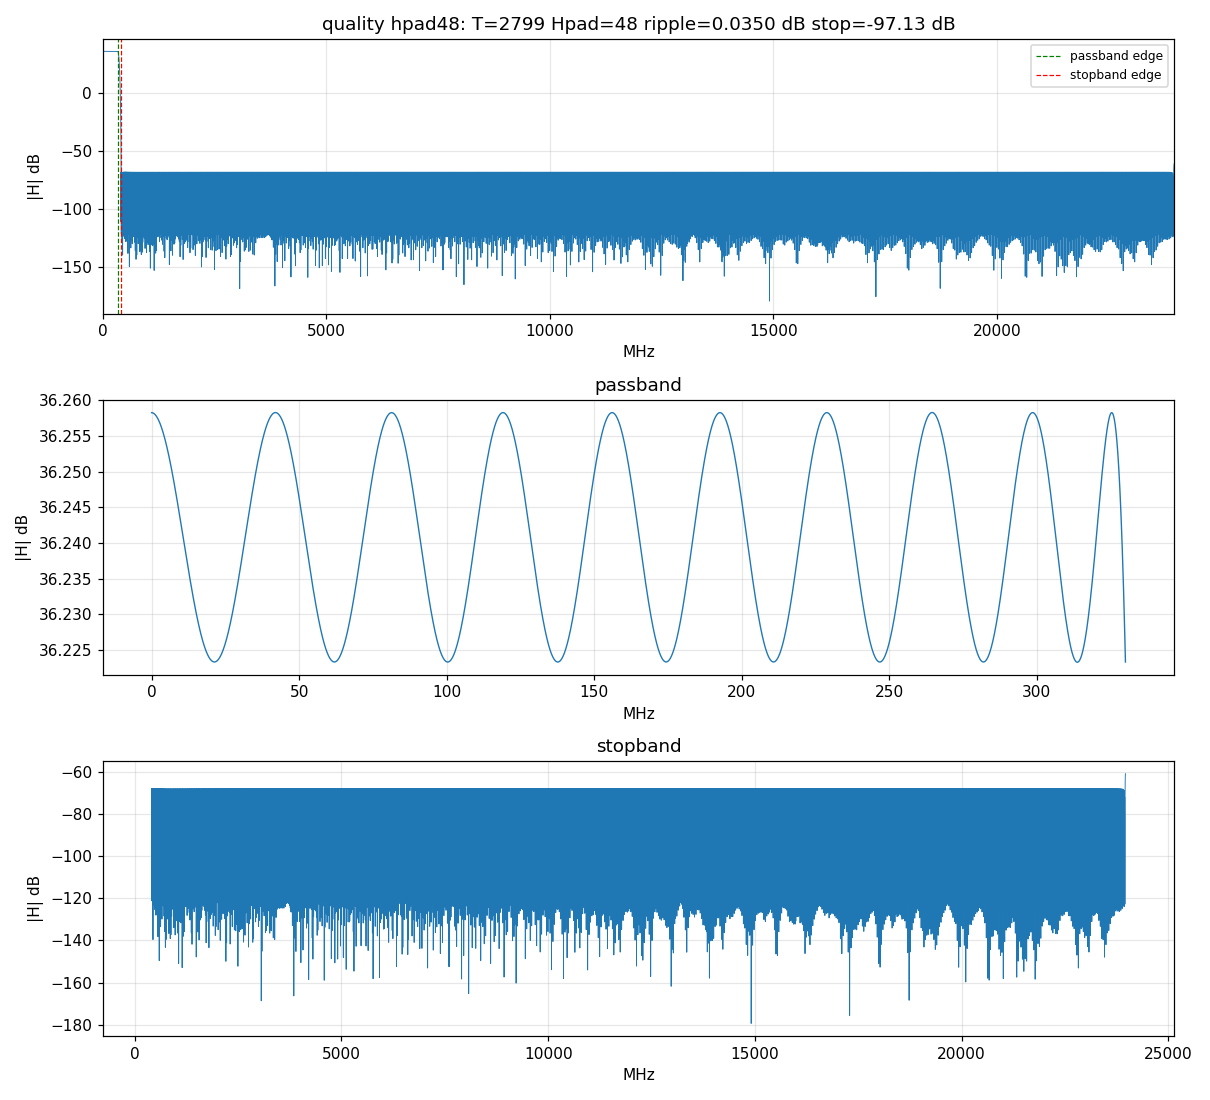 quality hpad48: T=2799 Hpad=48 ripple=0.0350 dB stop=-97.13 dB
|H| dB
0
−50
−100
−150
passband edge
stopband edge
0 5000 10000 15000 20000
MHz
passband
|H| dB
36.260
36.255
36.250
36.245
36.240
36.235
36.230
36.225
0 50 100 150 200 250 300
MHz
stopband
|H| dB
−60
−80
−100
−120
−140
−160
−180
0 5000 10000 15000 20000 25000
MHz